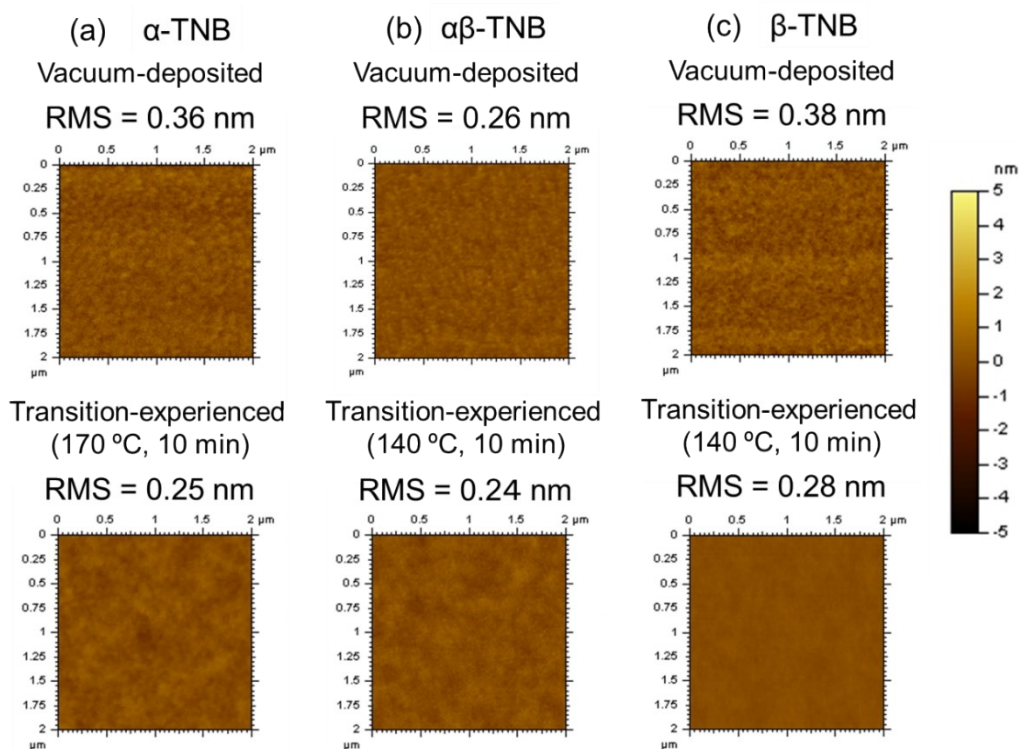 (a) α-TNB
Vacuum-deposited
RMS = 0.36 nm
0 0.5 1 1.5 2 µm
0
0.25
0.5
0.75
1
1.25
1.5
1.75
2
µm
Transition-experienced
(170 ºC, 10 min)
RMS = 0.25 nm
0 0.5 1 1.5 2 µm
0
0.25
0.5
0.75
1
1.25
1.5
1.75
2
µm
(b) αβ-TNB
Vacuum-deposited
RMS = 0.26 nm
0 0.5 1 1.5 2 µm
0
0.25
0.5
0.75
1
1.25
1.5
1.75
2
µm
Transition-experienced
(140 ºC, 10 min)
RMS = 0.24 nm
0 0.5 1 1.5 2 µm
0
0.25
0.5
0.75
1
1.25
1.5
1.75
2
µm
(c) β-TNB
Vacuum-deposited
RMS = 0.38 nm
0 0.5 1 1.5 2 µm
0
0.25
0.5
0.75
1
1.25
1.5
1.75
2
µm
Transition-experienced
(140 ºC, 10 min)
RMS = 0.28 nm
0 0.5 1 1.5 2 µm
0
0.25
0.5
0.75
1
1.25
1.5
1.75
2
µm
nm
5
4
3
2
1
0
-1
-2
-3
-4
-5